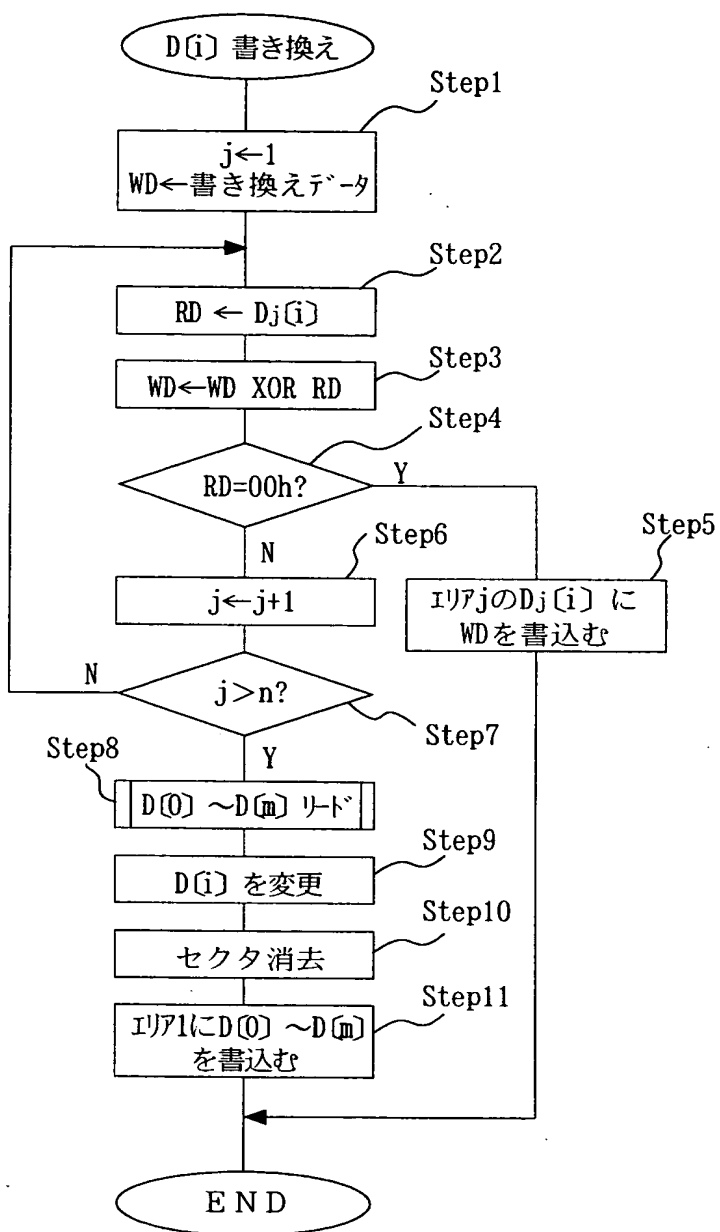 D〔i〕書き換え
Step1
j←1
WD←書き換えデータ
Step2
RD ← Dj〔i〕
Step3
WD←WD XOR RD
Step4
RD=00h?
Y
N
Step5
エリアjのDj〔i〕に
WDを書込む
Step6
j←j+1
N
j>n?
Step7
Y
Step8
D〔0〕~D〔m〕リード
Step9
D〔i〕を変更
Step10
セクタ消去
Step11
エリア1にD〔0〕~D〔m〕
を書込む
END